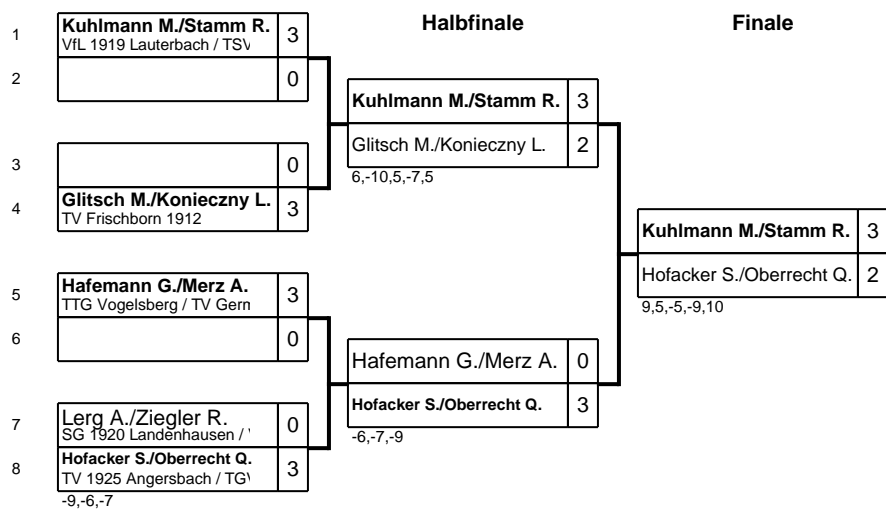 Halbfinale
Finale
1 Kuhlmann M./Stamm R. 3
VfL 1919 Lauterbach / TSV
2 0
Kuhlmann M./Stamm R. 3
Glitsch M./Konieczny L. 2
6,-10,5,-7,5
3 0
4 Glitsch M./Konieczny L. 3
TV Frischborn 1912
Kuhlmann M./Stamm R. 3
Hofacker S./Oberrecht Q. 2
9,5,-5,-9,10
5 Hafemann G./Merz A. 3
TTG Vogelsberg / TV Gern
6 0
Hafemann G./Merz A. 0
Hofacker S./Oberrecht Q. 3
-6,-7,-9
7 Lerg A./Ziegler R. 0
SG 1920 Landenhausen /
8 Hofacker S./Oberrecht Q. 3
TV 1925 Angersbach / TG
-9,-6,-7